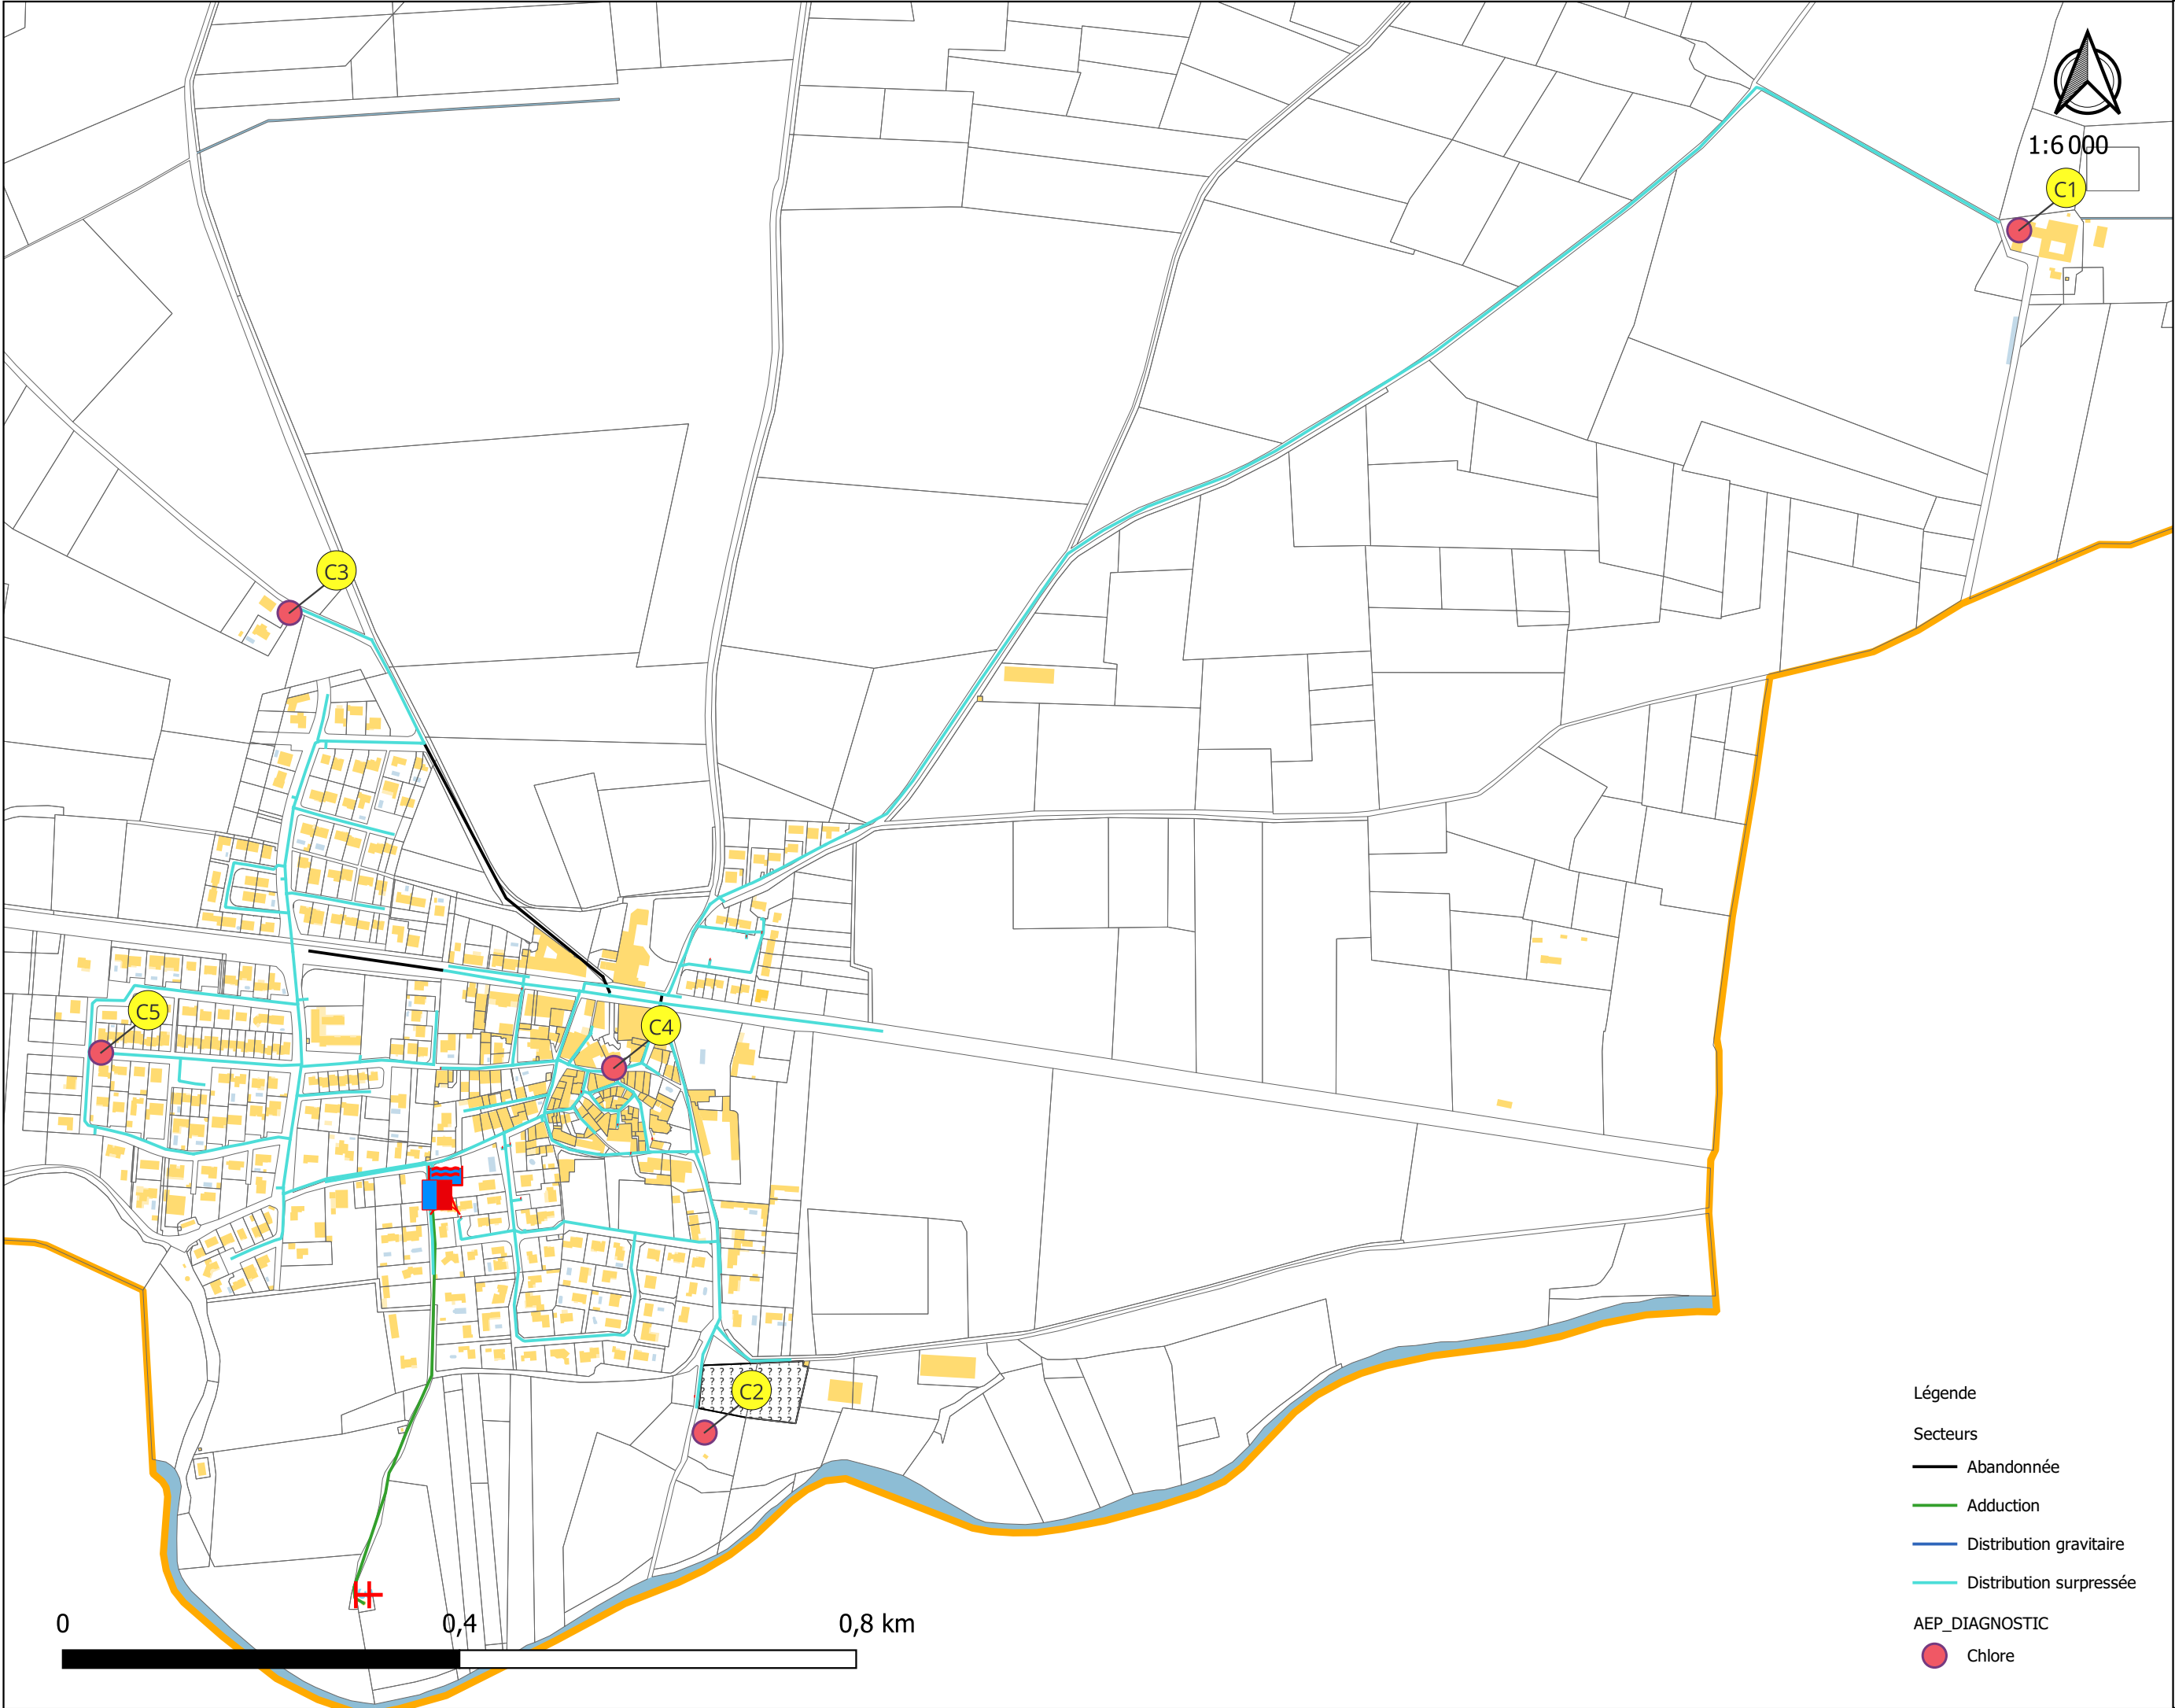 1:6 000
C1
C3
C5
C4
C2
Légende
Secteurs
Abandonnée
Adduction
Distribution gravitaire
Distribution surpressée
AEP_DIAGNOSTIC
Chlore
0
0,4
0,8 km